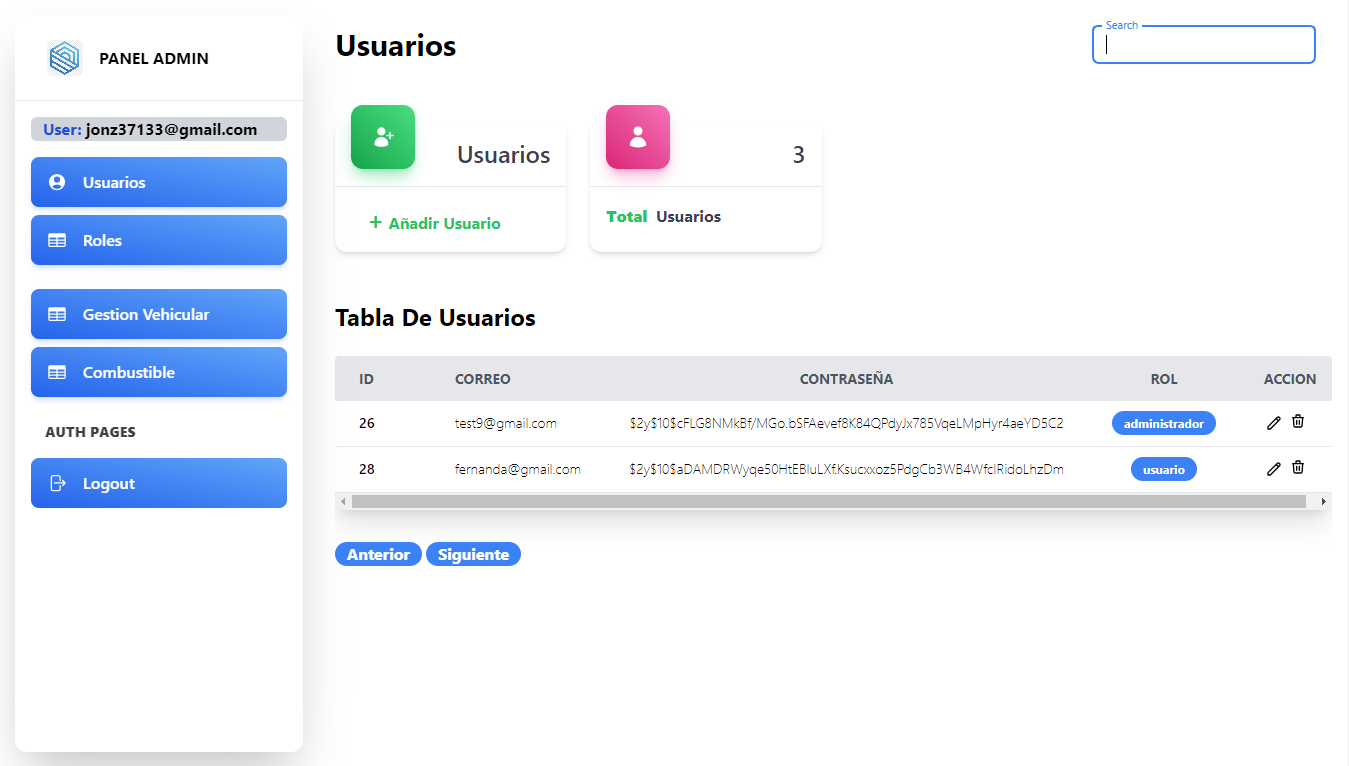 PANEL ADMIN
User: jonz37133@gmail.com
Usuarios
Roles
Gestion Vehicular
Combustible
AUTH PAGES
Logout
Usuarios
Search
Usuarios
+ Añadir Usuario
3
Total Usuarios
Tabla De Usuarios
ID CORREO CONTRASEÑA ROL ACCION
26 test9@gmail.com $2y$10$cFLG8NMkBf/MGo.bSFAevef8K84QPdyJx785VqeLMpHyr4aeYD5C2 administrador
28 fernanda@gmail.com $2y$10$aDAMDRWyqe50HtEBIuLXf.Ksucxxoz5PdgCb3WB4WfcIRidoLhzDm usuario
Anterior Siguiente